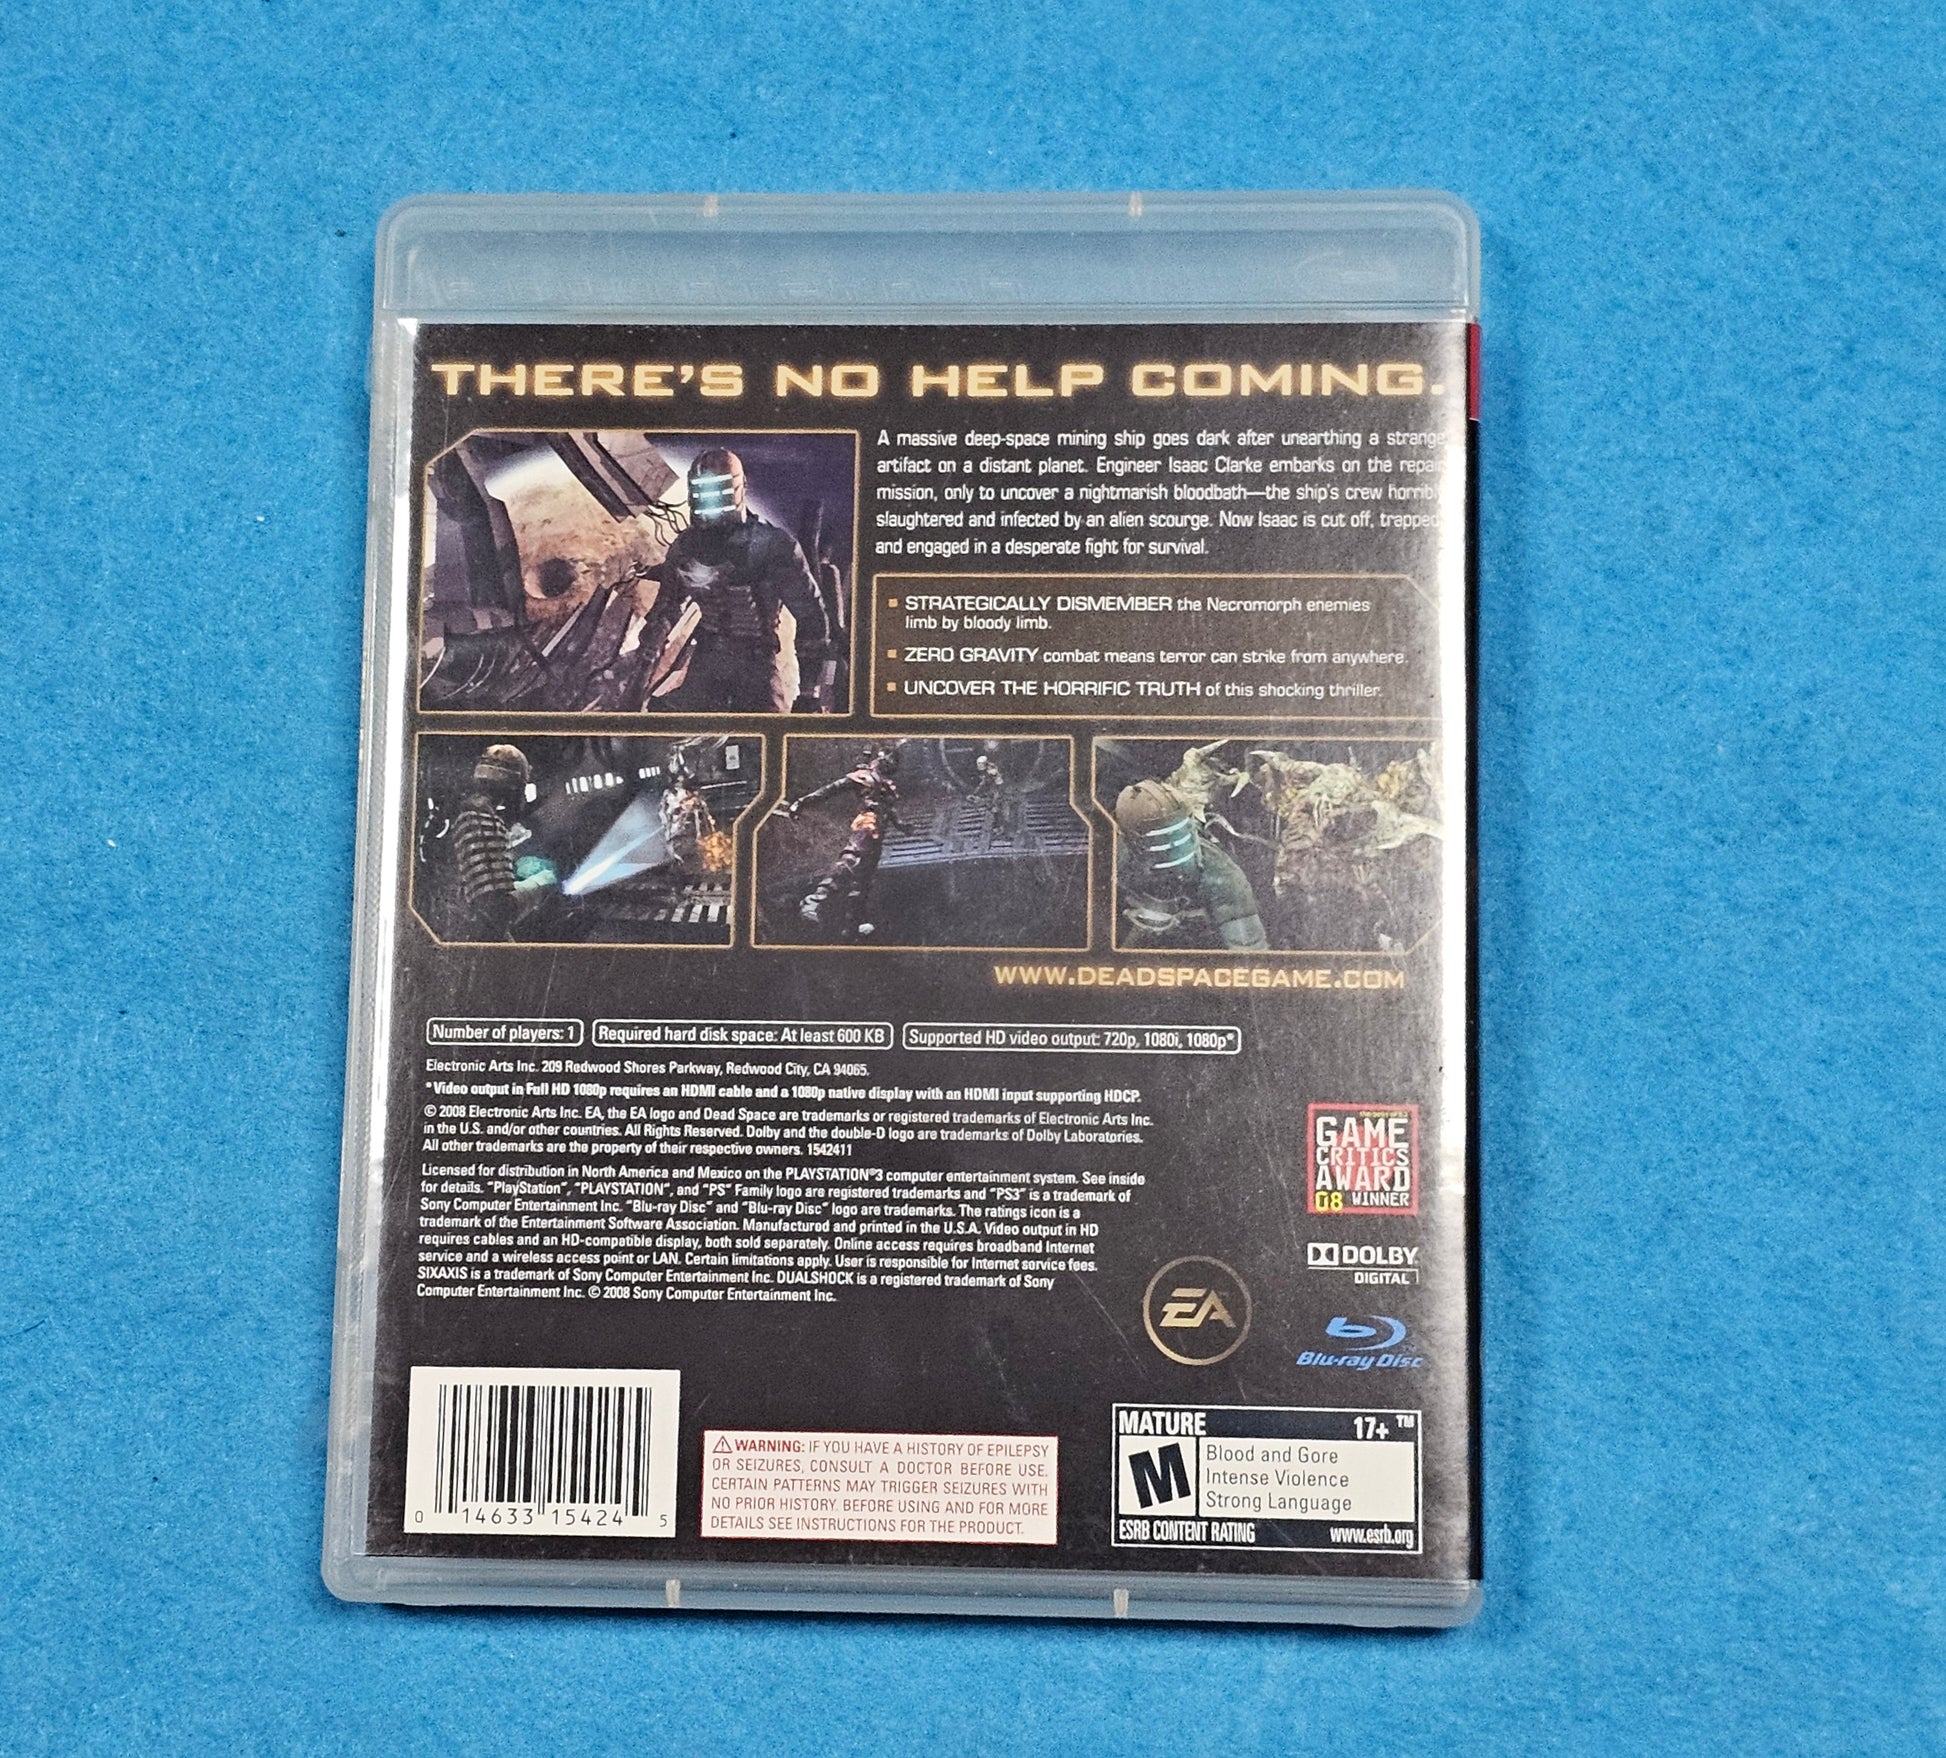 THERE'S NO HELP COMING.
A massive deep-space mining ship goes dark after unearthing a strange
artifact on a distant planet. Engineer Isaac Clarke embarks on the repair
mission, only to uncover a nightmarish bloodbath—the ship's crew horribly
slaughtered and infected by an alien scourge. Now Isaac is cut off, trapped,
and engaged in a desperate fight for survival.
▪ STRATEGICALLY DISMEMBER the Necromorph enemies
limb by bloody limb.
▪ ZERO GRAVITY combat means terror can strike from anywhere.
▪ UNCOVER THE HORRIFIC TRUTH of this shocking thriller.
WWW.DEADSPACEGAME.COM
Number of players: 1
Required hard disk space: At least 600 KB
Supported HD video output: 720p, 1080i, 1080p*
Electronic Arts Inc. 209 Redwood Shores Parkway, Redwood City, CA 94065.
*Video output in Full HD 1080p requires an HDMI cable and a 1080p native display with an HDMI input supporting HDCP.
© 2008 Electronic Arts Inc. EA, the EA logo and Dead Space are trademarks or registered trademarks of Electronic Arts Inc.
in the U.S. and/or other countries. All Rights Reserved. Dolby and the double-D logo are trademarks of Dolby Laboratories.
All other trademarks are the property of their respective owners. 1542411
Licensed for distribution in North America and Mexico on the PLAYSTATION®3 computer entertainment system. See inside
for details. "PlayStation", "PLAYSTATION", and "PS" Family logo are registered trademarks and "PS3" is a trademark of
Sony Computer Entertainment Inc. "Blu-ray Disc" and "Blu-ray Disc" logo are trademarks. The ratings icon is a
trademark of the Entertainment Software Association. Manufactured and printed in the U.S.A. Video output in HD
requires cables and an HD-compatible display, both sold separately. Online access requires broadband Internet
service and a wireless access point or LAN. Certain limitations apply. User is responsible for Internet service fees.
SIXAXIS is a trademark of Sony Computer Entertainment Inc. DUALSHOCK is a registered trademark of Sony
Computer Entertainment Inc. © 2008 Sony Computer Entertainment Inc.
GAME
CRITICS
AWARD
08 WINNER
DOLBY
DIGITAL
EA
Blu-ray Disc
0 14633 15424 5
WARNING: IF YOU HAVE A HISTORY OF EPILEPSY
OR SEIZURES, CONSULT A DOCTOR BEFORE USE.
CERTAIN PATTERNS MAY TRIGGER SEIZURES WITH
NO PRIOR HISTORY. BEFORE USING AND FOR MORE
DETAILS SEE INSTRUCTIONS FOR THE PRODUCT.
MATURE 17+ ™
M
Blood and Gore
Intense Violence
Strong Language
ESRB CONTENT RATING www.esrb.org